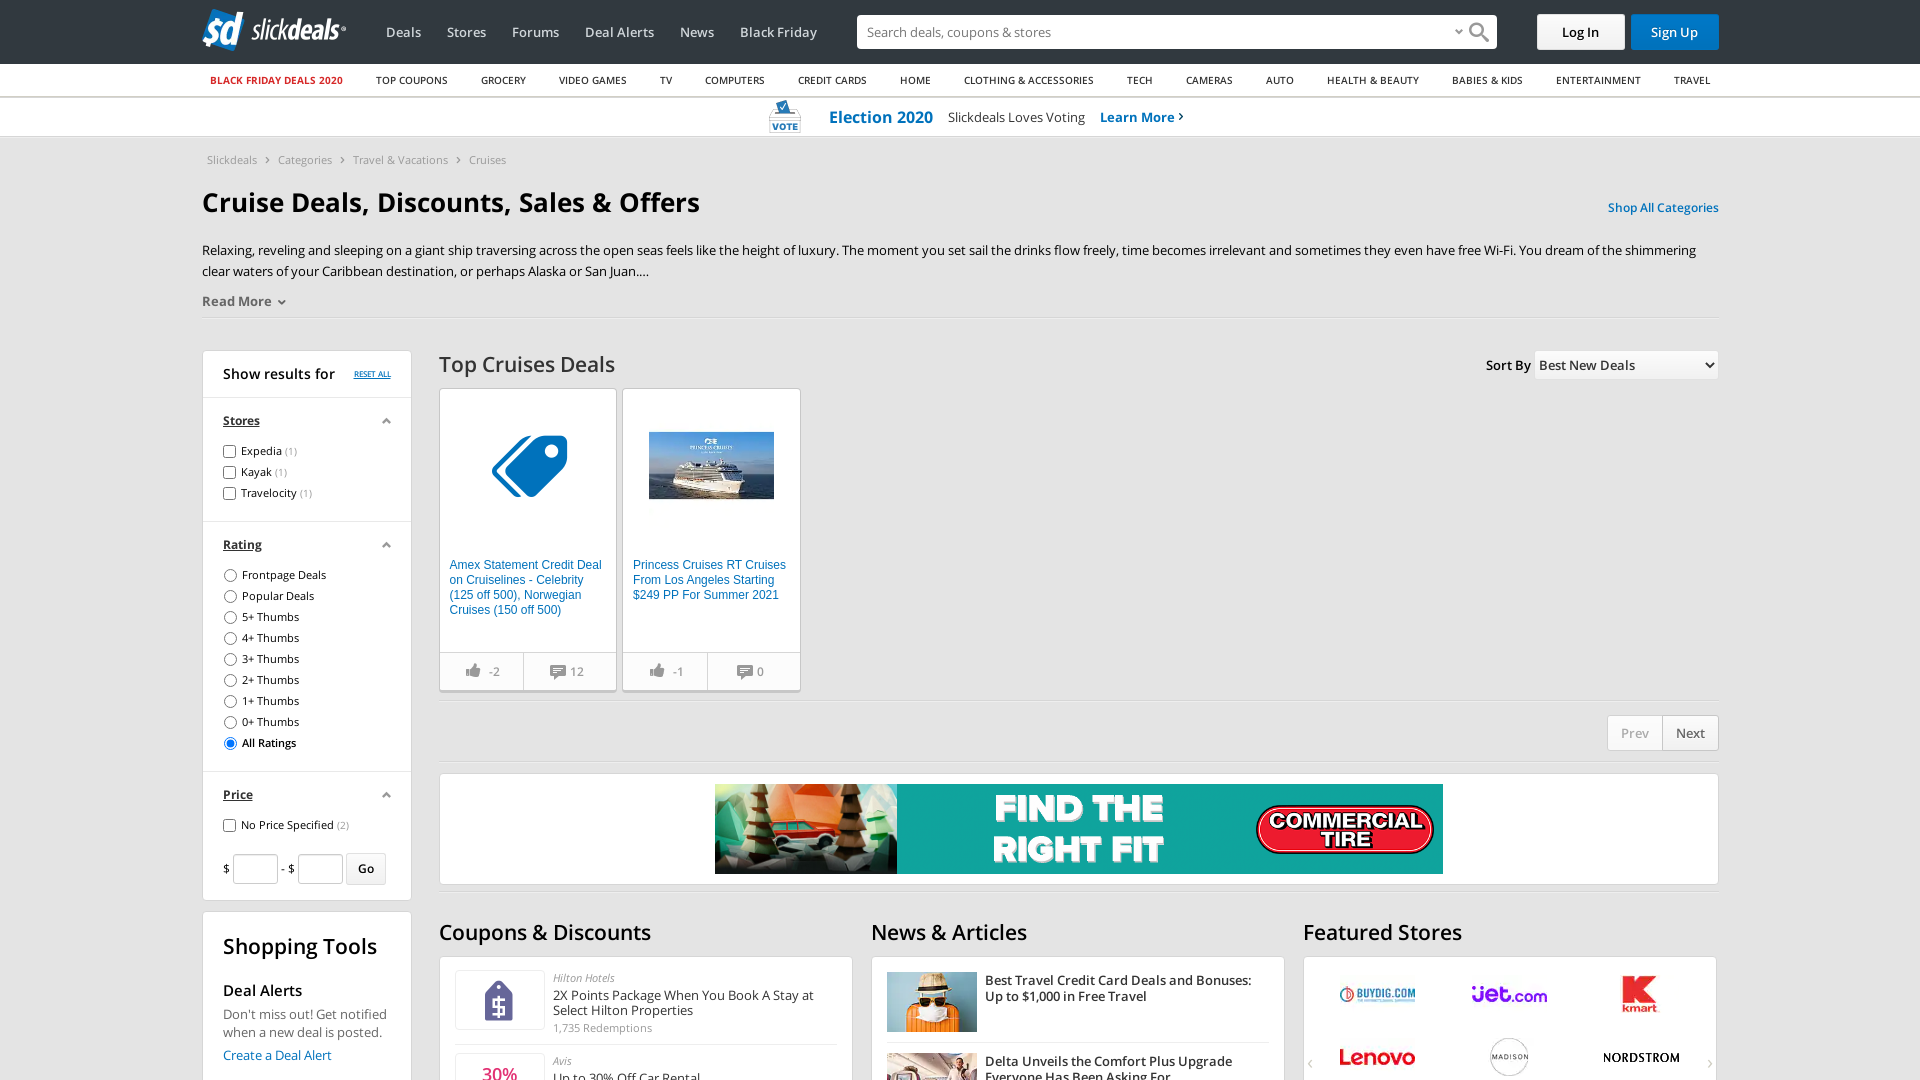 slickdeals
Deals
Stores
Forums
Deal Alerts
News
Black Friday
Search deals, coupons & shops
Log In
Sign Up
BLACK FRIDAY DEALS 2020
TOP COUPONS
GROCERY
VIDEO GAMES
TV
COMPUTERS
CREDIT CARDS
HOME
CLOTHING & ACCESSORIES
TECH
CAMERAS
AUTO
HEALTH & BEAUTY
BABIES & KIDS
ENTERTAINMENT
TRAVEL
VOTE
Election 2020
Slickdeals Loves Voting
Learn More
Slickdeals
Categories
Travel & Vacations
Cruises
Cruise Deals, Discounts, Sales & Offers
Shop All Categories
Relaxing, reveling and sleeping on a giant ship traversing across the open seas feels like the height of luxury. The moment you set sail the drinks flow freely, time becomes irrelevant and sometimes they even have free Wi-Fi. You dream of the shimmering
clear waters of your Caribbean destination, or perhaps Alaska or San Juan....
Read More
Show results for
RESET ALL
Stores
Expedia (1)
Kayak (1)
Travelocity (1)
Rating
Frontpage Deals
Popular Deals
5+ Thumbs
4+ Thumbs
3+ Thumbs
2+ Thumbs
1+ Thumbs
0+ Thumbs
All Ratings
Price
No Price Specified (2)
$ - $ Go
Shopping Tools
Deal Alerts
Don't miss out! Get notified
when a new deal is posted.
Create a Deal Alert
Top Cruises Deals
Sort By Best New Deals
Amex Statement Credit Deal
on Cruiselines - Celebrity
(125 off 500), Norwegian
Cruises (150 off 500)
-2
12
PRINCESS CRUISES
Princess Cruises RT Cruises
From Los Angeles Starting
$249 PP For Summer 2021
-1
0
Prev
Next
FIND THE
RIGHT FIT
COMMERCIAL
TIRE
Coupons & Discounts
Hilton Hotels
2X Points Package When You Book A Stay at
Select Hilton Properties
1,735 Redemptions
30%
Avis
Up to 30% Off Car Rental
News & Articles
Best Travel Credit Card Deals and Bonuses:
Up to $1,000 in Free Travel
Delta Unveils the Comfort Plus Upgrade
Everyone Has Been Asking For
Featured Stores
BUYDIG.COM
Jet.com
kmart
Lenovo
MADISON
NORDSTROM